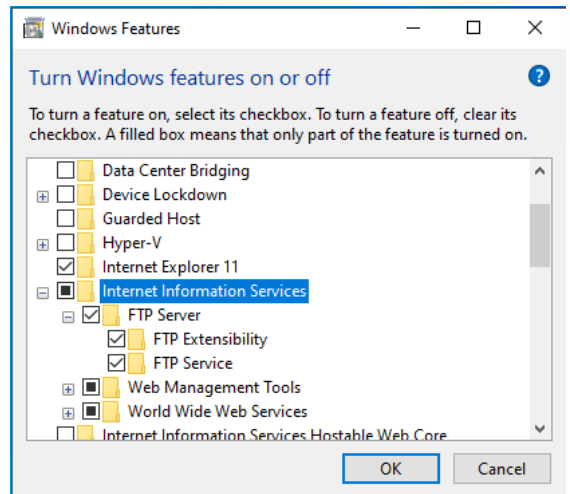 Windows Features
Turn Windows features on or off
To turn a feature on, select its checkbox. To turn a feature off, clear its
checkbox. A filled box means that only part of the feature is turned on.
Data Center Bridging
Device Lockdown
Guarded Host
Hyper-V
Internet Explorer 11
Internet Information Services
FTP Server
FTP Extensibility
FTP Service
Web Management Tools
World Wide Web Services
Internet Information Services Hostable Web Core
OK Cancel